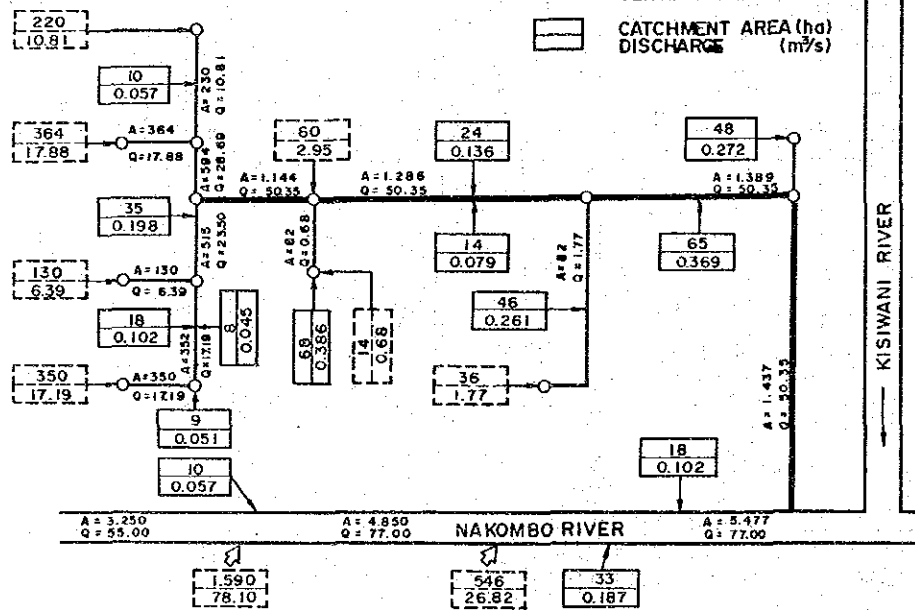 220
10.81
CATCHMENT AREA (ha)
DISCHARGE (m³/s)
10
0.057
A=230
Q=10.81
364
17.88
A=364
Q=17.88
A=594
Q=28.69
60
2.95
24
0.136
48
0.272
A=1.144
Q=50.35
A=1.286
Q=50.35
A=1.389
Q=50.35
35
0.198
A=515
Q=23.50
A=82
Q=0.68
14
0.079
A=82
Q=1.77
65
0.369
130
6.39
A=130
Q=6.39
18
0.102
8
0.045
A=352
Q=17.19
68
0.386
14
0.68
46
0.261
350
17.19
A=350
Q=17.19
36
1.77
A=1.437
Q=50.35
KISIWANI RIVER
9
0.051
10
0.057
18
0.102
A=3.250
Q=55.00
A=4.850
Q=77.00
NAKOMBO RIVER
A=5.477
Q=77.00
1.590
78.10
546
26.82
33
0.187